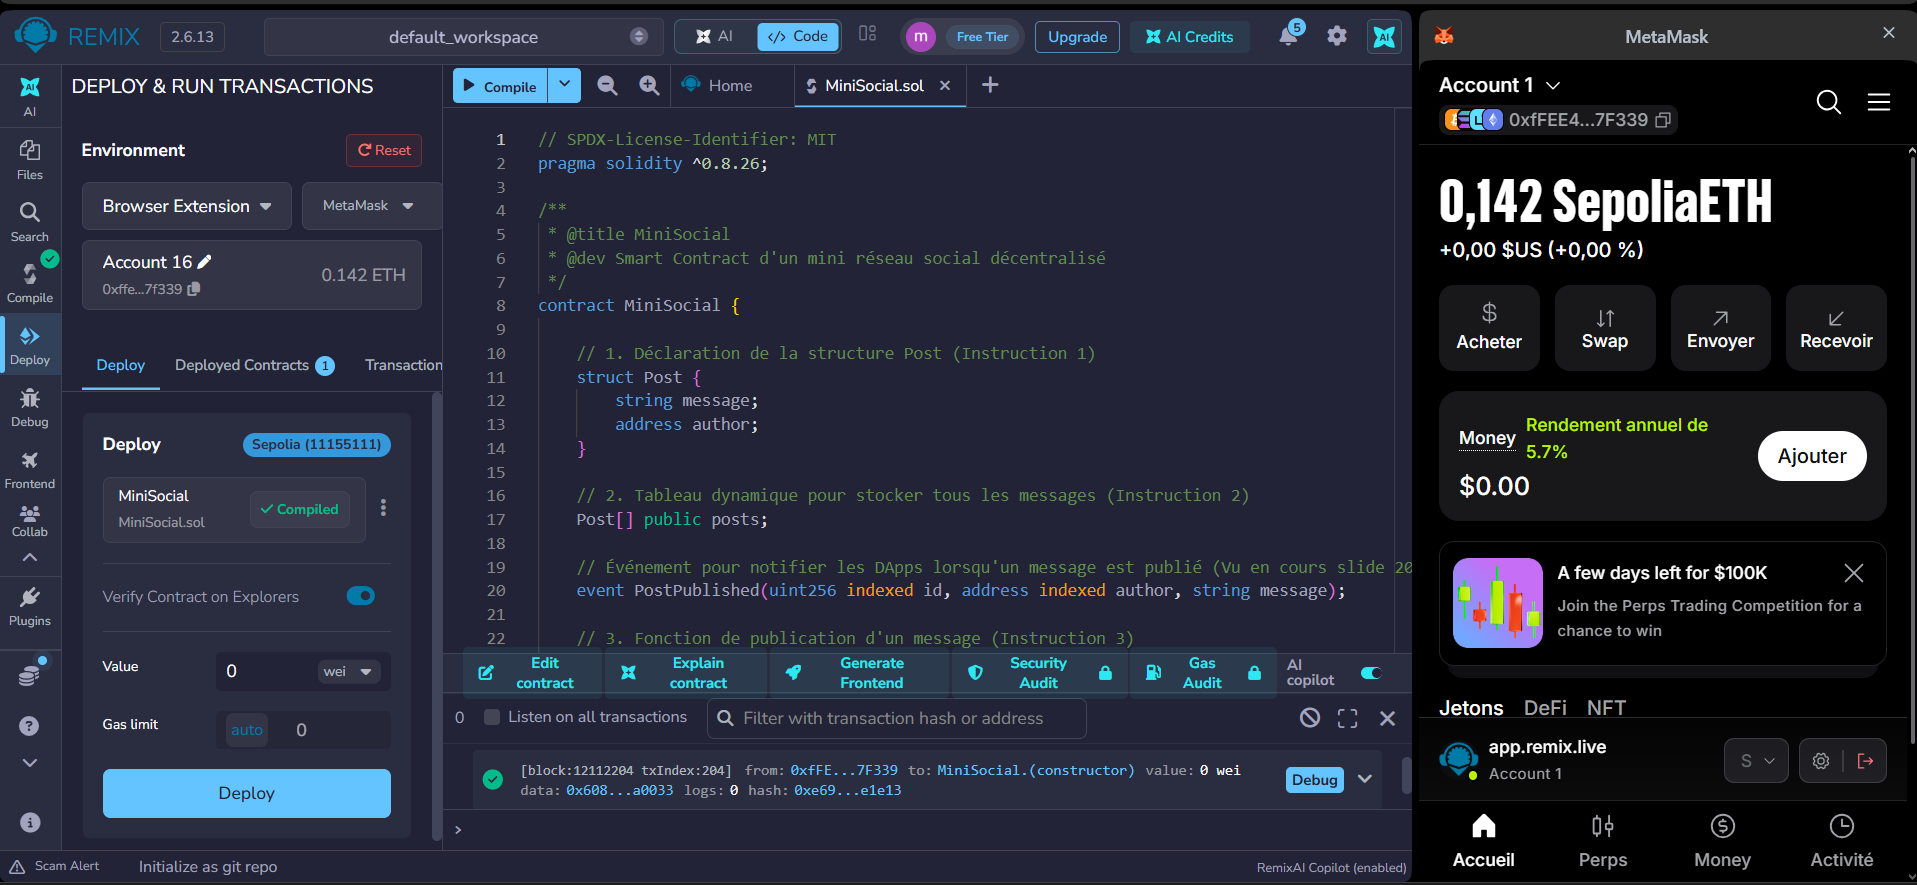 REMIX
2.6.13
default_workspace
AI
Code
m
Free Tier
Upgrade
AI Credits
5
AI
AI
AI
Files
Search
Compile
Deploy
Debug
Frontend
Collab
Plugins
DEPLOY & RUN TRANSACTIONS
Environment
Reset
Browser Extension
MetaMask
Account 16
0xffe...7f339
0.142 ETH
Deploy
Deployed Contracts 1
Transaction
Deploy
Sepolia (11155111)
MiniSocial
MiniSocial.sol
Compiled
Verify Contract on Explorers
Value
0
wei
Gas limit
auto
0
Deploy
Scam Alert
Initialize as git repo
Compile
Home
MiniSocial.sol
1 // SPDX-License-Identifier: MIT
2 pragma solidity ^0.8.26;
3
4 /**
5 * @title MiniSocial
6 * @dev Smart Contract d'un mini réseau social décentralisé
7 */
8 contract MiniSocial {
9
10 // 1. Déclaration de la structure Post (Instruction 1)
11 struct Post {
12 string message;
13 address author;
14 }
15
16 // 2. Tableau dynamique pour stocker tous les messages (Instruction 2)
17 Post[] public posts;
18
19 // Événement pour notifier les DApps lorsqu'un message est publié (Vu en cours slide 20
20 event PostPublished(uint256 indexed id, address indexed author, string message);
21
22 // 3. Fonction de publication d'un message (Instruction 3)
Edit contract
Explain contract
Generate Frontend
Security Audit
Gas Audit
AI copilot
0
Listen on all transactions
Filter with transaction hash or address
[block:12112204 txIndex:204] from: 0xfFE...7F339 to: MiniSocial.(constructor) value: 0 wei
data: 0x608...a0033 logs: 0 hash: 0xe69...e1e13
Debug
>
RemixAI Copilot (enabled)
MetaMask
Account 1
0xfFEE4...7F339
0,142 SepoliaETH
+0,00 $US (+0,00 %)
Acheter
Swap
Envoyer
Recevoir
Money
Rendement annuel de
5.7%
$0.00
Ajouter
A few days left for $100K
Join the Perps Trading Competition for a
chance to win
Jetons
DeFi
NFT
app.remix.live
Account 1
S
Accueil
Perps
Money
Activité